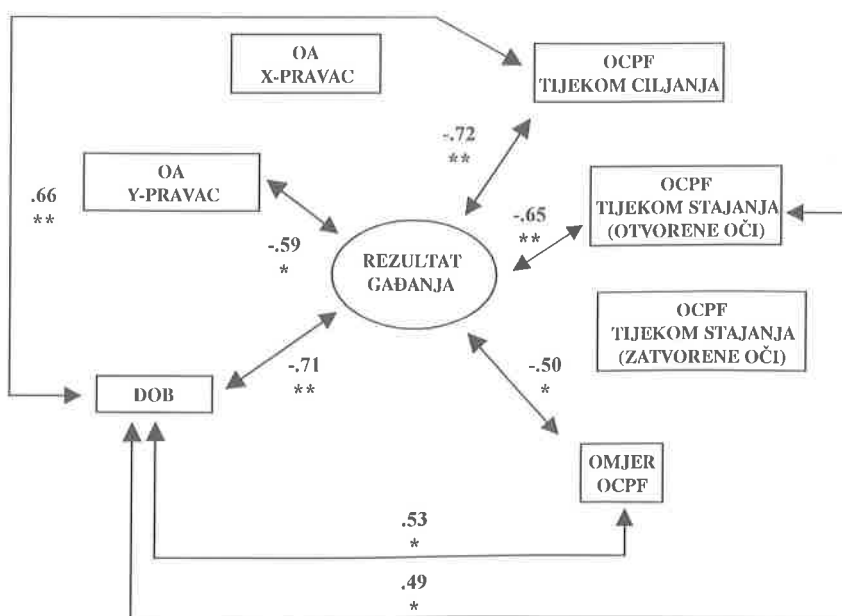 OA
X-PRAVAC
OCPF
TIJEKOM CILJANJA
-.72
**
OA
Y-PRAVAC
.66
**
OCPF
TIJEKOM STAJANJA
(OTVORENE OČI)
-.65
**
-.59
*
REZULTAT
GAĐANJA
OCPF
TIJEKOM STAJANJA
(ZATVORENE OČI)
-.71
**
-.50
*
DOB
OMJER
OCPF
.53
*
.49
*